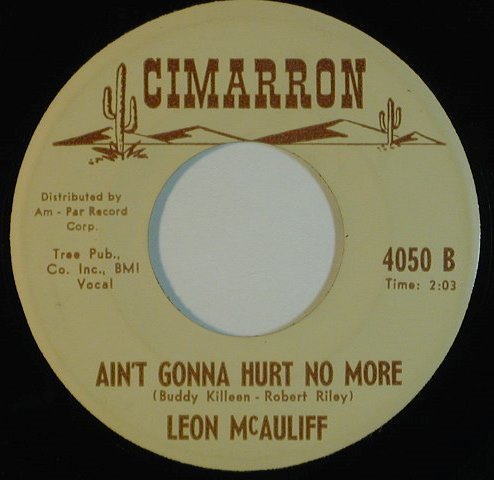 CIMARRON
Distributed by
Am - Par Record
Corp.
Tree Pub.,
Co. Inc., BMI
Vocal
4050 B
Time: 2:03
AIN'T GONNA HURT NO MORE
(Buddy Killeen - Robert Riley)
LEON McAULIFF